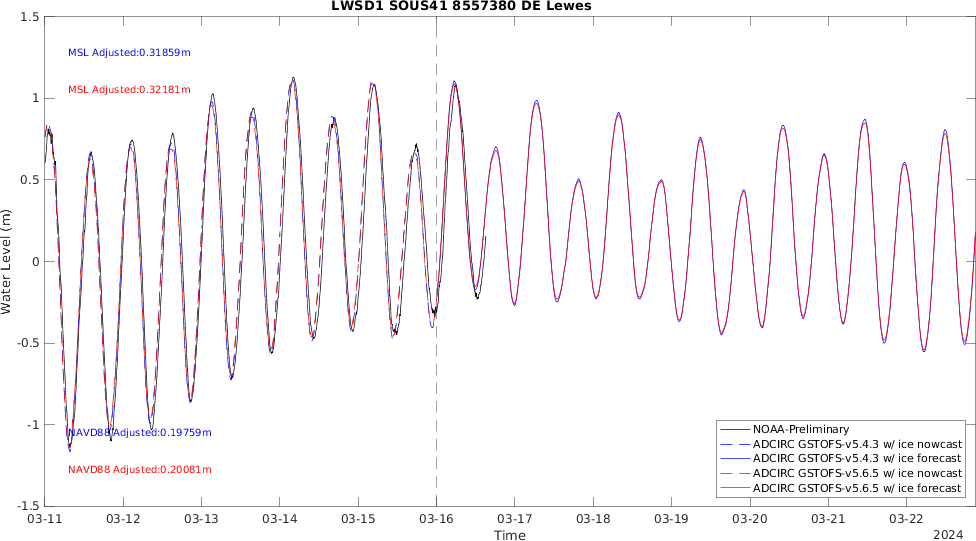 LWSD1 SOUS41 8557380 DE Lewes
1.5
1
0.5
0
-0.5
-1
-1.5
Water Level (m)
MSL Adjusted:0.31859m
MSL Adjusted:0.32181m
NAVD88 Adjusted:0.19759m
NAVD88 Adjusted:0.20081m
NOAA-Preliminary
ADCIRC GSTOFS-v5.4.3 w/ ice nowcast
ADCIRC GSTOFS-v5.4.3 w/ ice forecast
ADCIRC GSTOFS-v5.6.5 w/ ice nowcast
ADCIRC GSTOFS-v5.6.5 w/ ice forecast
03-11 03-12 03-13 03-14 03-15 03-16 03-17 03-18 03-19 03-20 03-21 03-22
Time
2024